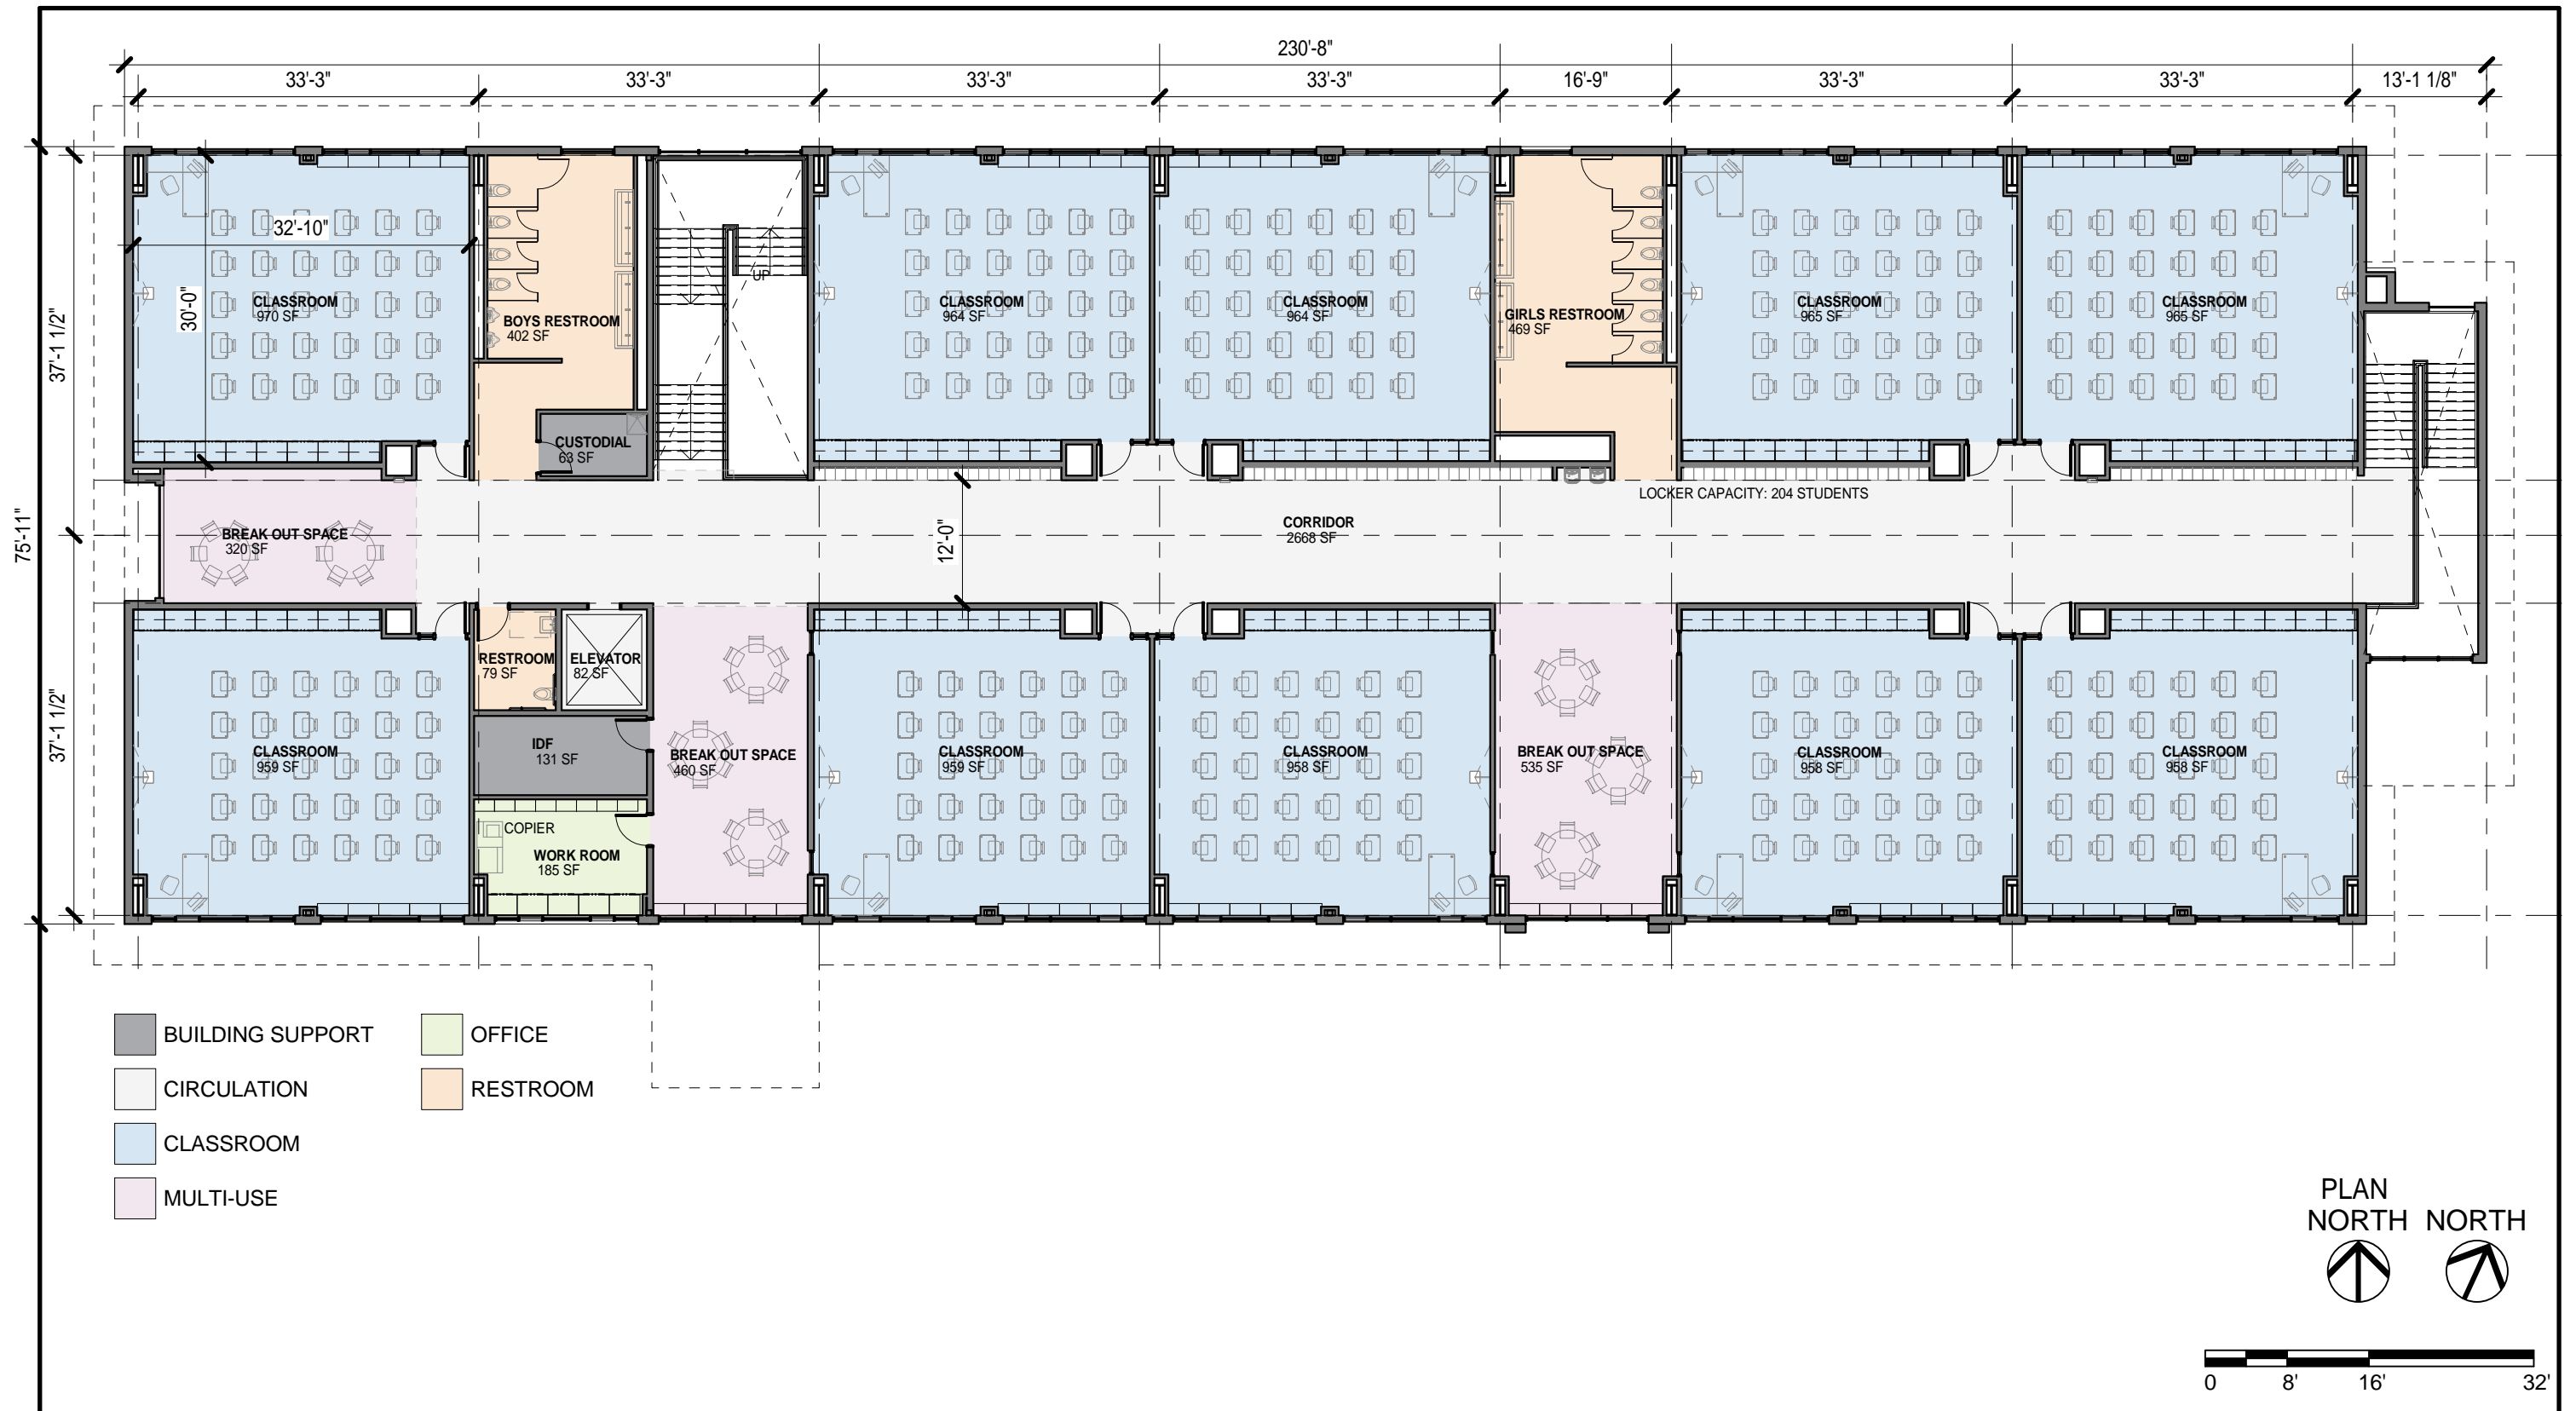 230'-8"
33'-3"
33'-3"
33'-3"
33'-3"
16'-9"
33'-3"
33'-3"
13'-1 1/8"
75'-11"
37'-1 1/2"
37'-1 1/2"
32'-10"
30'-0"
CLASSROOM
970 SF
BOYS RESTROOM
402 SF
UP
CLASSROOM
964 SF
CLASSROOM
964 SF
GIRLS RESTROOM
469 SF
CLASSROOM
965 SF
CLASSROOM
965 SF
CUSTODIAL
63 SF
LOCKER CAPACITY: 204 STUDENTS
BREAK OUT SPACE
320 SF
12'-0"
CORRIDOR
2668 SF
RESTROOM
79 SF
ELEVATOR
82 SF
CLASSROOM
959 SF
IDF
131 SF
BREAK OUT SPACE
460 SF
CLASSROOM
959 SF
CLASSROOM
958 SF
BREAK OUT SPACE
535 SF
CLASSROOM
958 SF
CLASSROOM
958 SF
COPIER
WORK ROOM
185 SF
BUILDING SUPPORT
OFFICE
CIRCULATION
RESTROOM
CLASSROOM
MULTI-USE
PLAN
NORTH
NORTH
0 8' 16' 32'